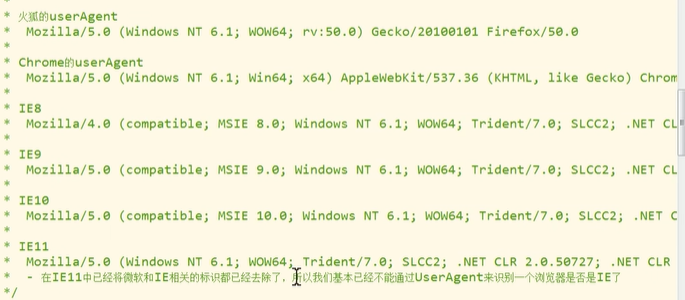 * 火狐的userAgent
* Mozilla/5.0 (Windows NT 6.1; WOW64; rv:50.0) Gecko/20100101 Firefox/50.0
*
* Chrome的userAgent
* Mozilla/5.0 (Windows NT 6.1; Win64; x64) AppleWebKit/537.36 (KHTML, like Gecko) Chrom
*
* IE8
* Mozilla/4.0 (compatible; MSIE 8.0; Windows NT 6.1; WOW64; Trident/7.0; SLCC2; .NET CL
*
* IE9
* Mozilla/5.0 (compatible; MSIE 9.0; Windows NT 6.1; WOW64; Trident/7.0; SLCC2; .NET CL
*
* IE10
* Mozilla/5.0 (compatible; MSIE 10.0; Windows NT 6.1; WOW64; Trident/7.0; SLCC2; .NET C
*
* IE11
* Mozilla/5.0 (Windows NT 6.1; WOW64; Trident/7.0; SLCC2; .NET CLR 2.0.50727; .NET CLR
* - 在IE11中已经将微软和IE相关的标识都已经去除了，所以我们基本已经不能通过UserAgent来识别一个浏览器是否是IE了
*/